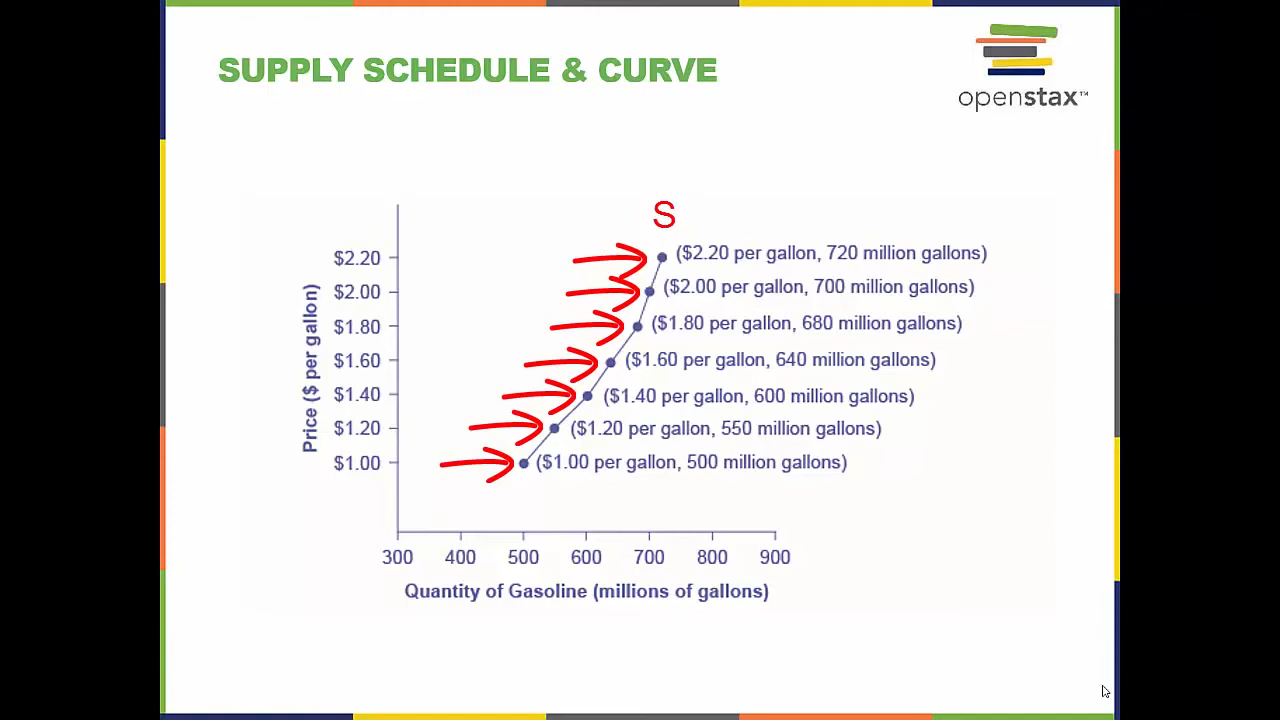 SUPPLY SCHEDULE & CURVE
openstax™
S
$2.20
($2.20 per gallon, 720 million gallons)
$2.00
($2.00 per gallon, 700 million gallons)
$1.80
($1.80 per gallon, 680 million gallons)
$1.60
($1.60 per gallon, 640 million gallons)
$1.40
($1.40 per gallon, 600 million gallons)
$1.20
($1.20 per gallon, 550 million gallons)
$1.00
($1.00 per gallon, 500 million gallons)
Price ($ per gallon)
300 400 500 600 700 800 900
Quantity of Gasoline (millions of gallons)